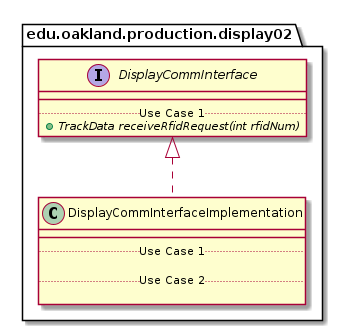 edu.oakland.production.display02
I DisplayCommInterface
Use Case 1
TrackData receiveRfidRequest(int rfidNum)
C DisplayCommInterfaceImplementation
Use Case 1
Use Case 2